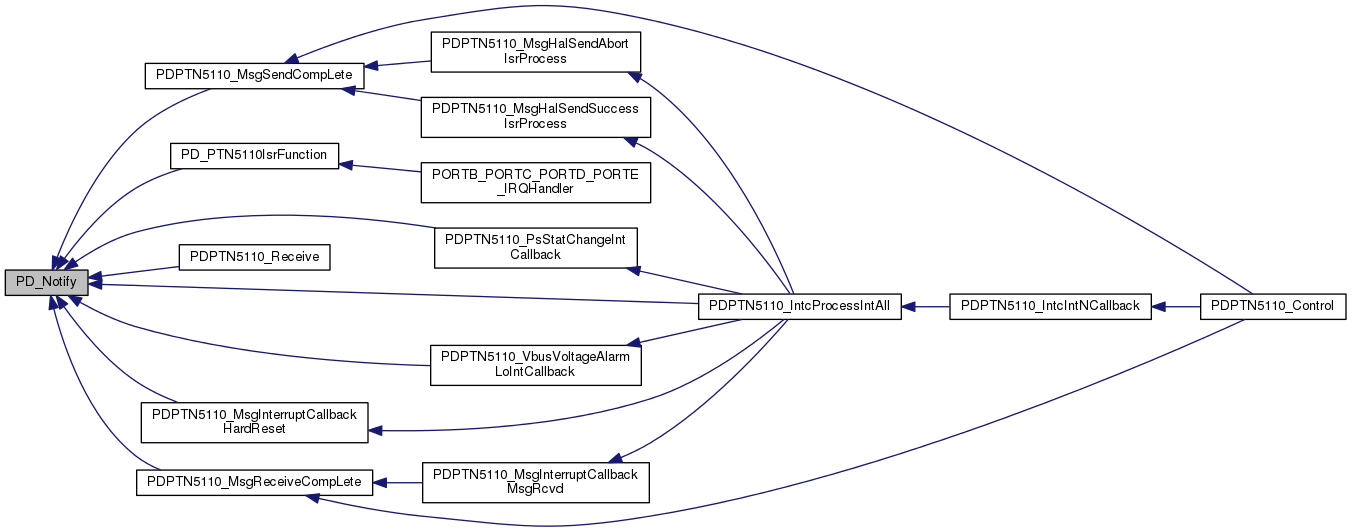 PDPTN5110_MsgHalSendAbort
IsrProcess
PDPTN5110_MsgSendCompLete
PDPTN5110_MsgHalSendSuccess
IsrProcess
PD_PTN5110IsrFunction
PORTB_PORTC_PORTD_PORTE
_IRQHandler
PDPTN5110_PsStatChangeInt
Callback
PDPTN5110_Receive
PD_Notify
PDPTN5110_IntcProcessIntAll
PDPTN5110_IntcIntNCallback
PDPTN5110_Control
PDPTN5110_VbusVoltageAlarm
LoIntCallback
PDPTN5110_MsgInterruptCallback
HardReset
PDPTN5110_MsgReceiveCompLete
PDPTN5110_MsgInterruptCallback
MsgRcvd